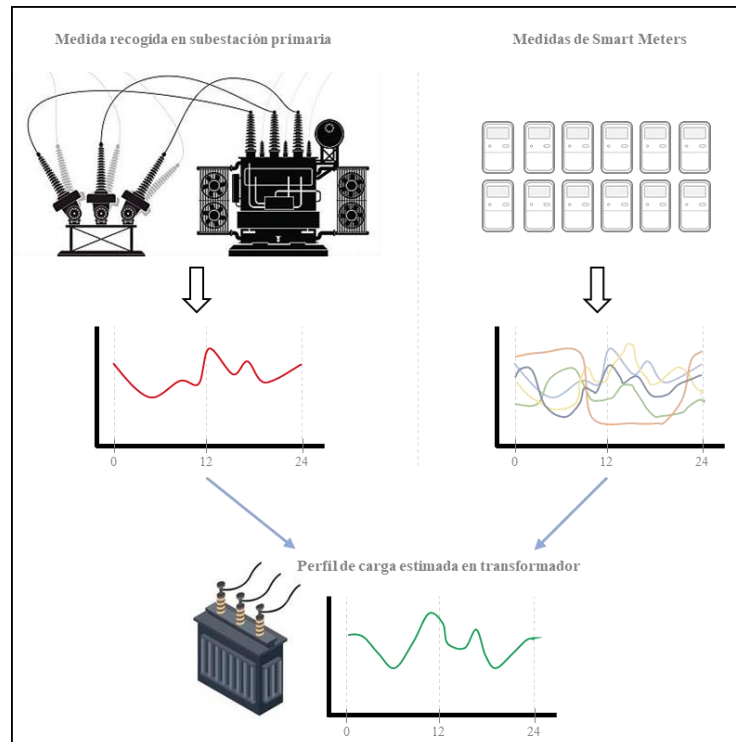 Medida recogida en subestación primaria
Medidas de Smart Meters
0 12 24
0 12 24
Perfil de carga estimada en transformador
0 12 24